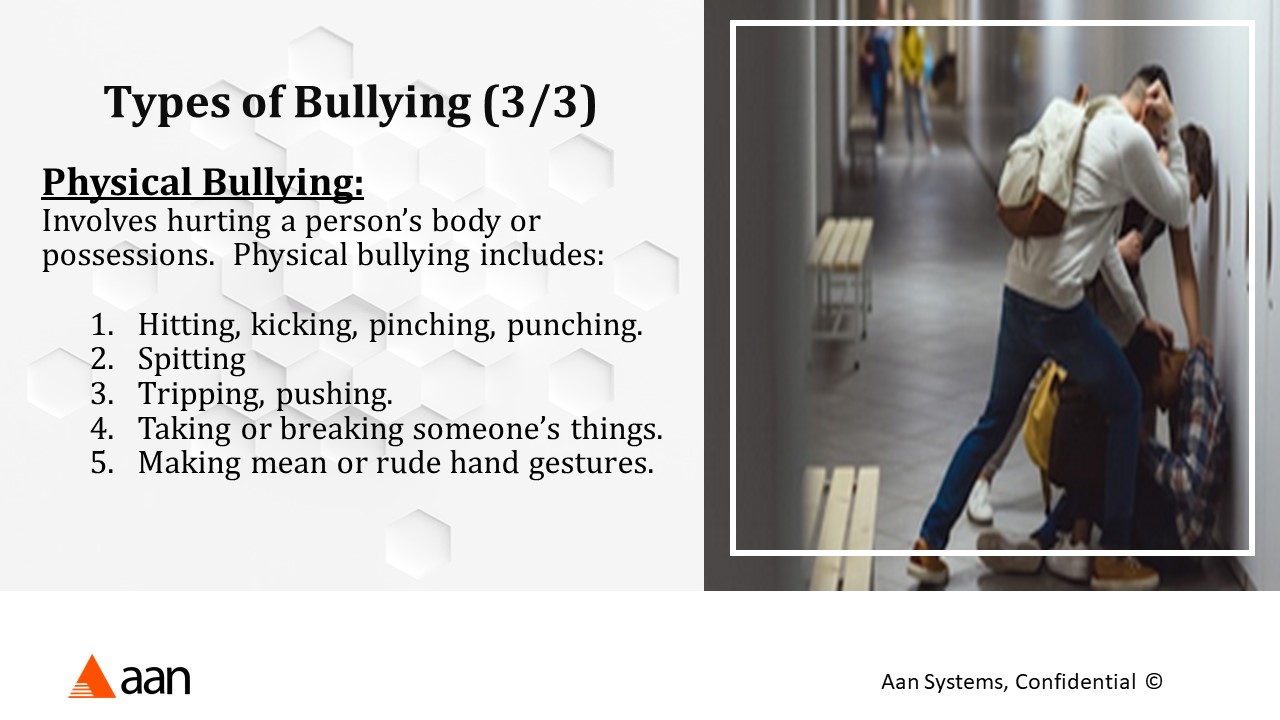 Types of Bullying (3/3)
Physical Bullying:
Involves hurting a person’s body or
possessions.  Physical bullying includes:
1. Hitting, kicking, pinching, punching.
2. Spitting
3. Tripping, pushing.
4. Taking or breaking someone’s things.
5. Making mean or rude hand gestures.
aan
Aan Systems, Confidential ©